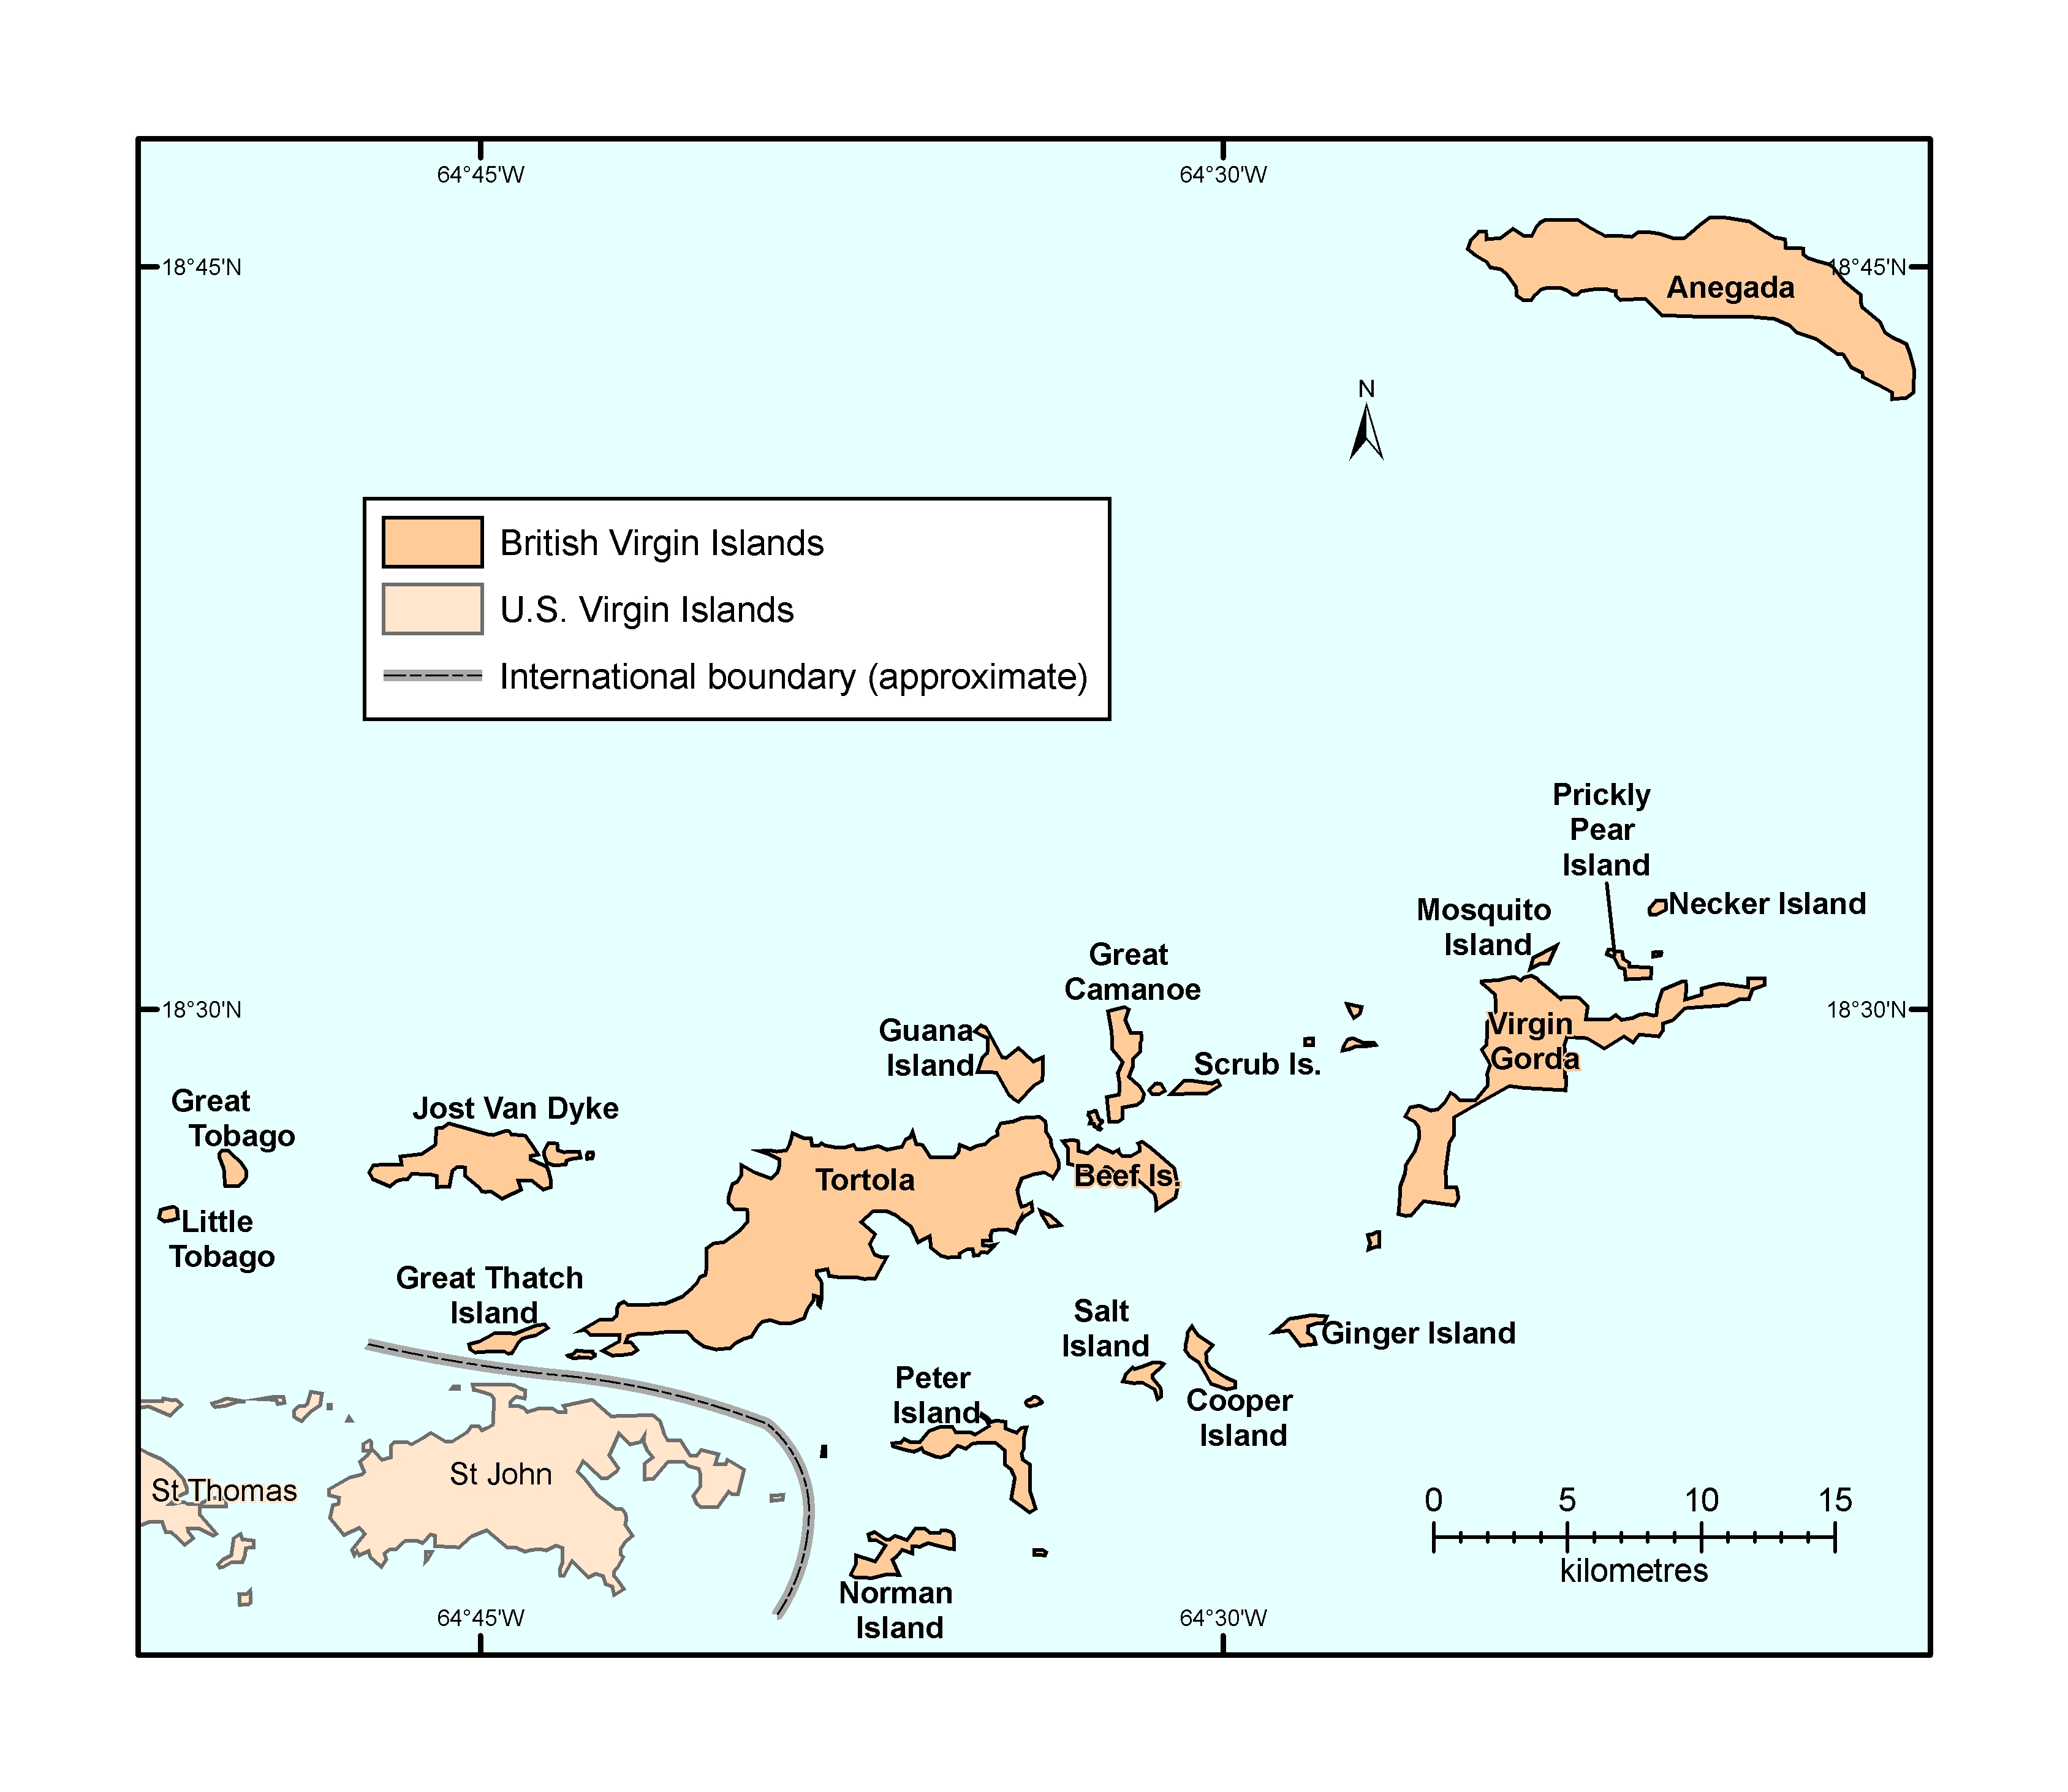 64°45'W
64°30'W
18°45'N
18°45'N
Anegada
N
British Virgin Islands
U.S. Virgin Islands
International boundary (approximate)
Prickly
Pear
Island
Necker Island
Mosquito
Island
Great
Camanoe
18°30'N
18°30'N
Virgin
Gorda
Guana
Island
Scrub Is.
Great
Tobago
Jost Van Dyke
Tortola
Beef Is.
Little
Tobago
Great Thatch
Island
Salt
Island
Ginger Island
Peter
Island
Cooper
Island
St John
St Thomas
0 5 10 15
kilometres
Norman
Island
64°45'W
64°30'W